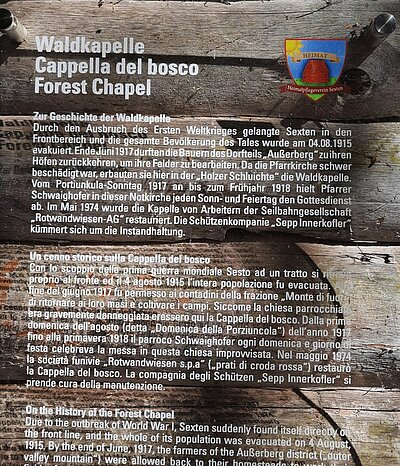 Waldkapelle
Cappella del bosco
Forest Chapel
HEIMAT
Heimatpflegeverein Sexten
Zur Geschichte der Waldkapelle
Durch den Ausbruch des Ersten Weltkrieges gelangte Sexten in den
Frontbereich und die gesamte Bevölkerung des Tales wurde am 04.08.1915
evakuiert. Ende Juni 1917 durften die Bauern des Dorfteils „Außerberg" zu ihren
Höfen zurückkehren, um ihre Felder zu bearbeiten. Da die Pfarrkirche schwer
beschädigt war, erbauten sie hier in der „Holzer Schluichte" die Waldkapelle.
Vom Portiunkula-Sonntag 1917 an bis zum Frühjahr 1918 hielt Pfarrer
Schwaighofer in dieser Notkirche jeden Sonn- und Feiertag den Gottesdienst
ab. Im Mai 1974 wurde die Kapelle von Arbeitern der Seilbahngesellschaft
„Rotwandwiesen-AG" restauriert. Die Schützenkompanie „Sepp Innerkofler"
kümmert sich um die Instandhaltung.
Un cenno storico sulla Cappella del bosco
Con lo scoppio della prima guerra mondiale Sesto ad un tratto si
proprio al fronte ed il 4 agosto 1915 l'intera popolazione fu evacuata.
fine del giugno 1917 fu permesso ai contadini della frazione „Monte di fuori"
di ritornare ai loro masi e coltivare i campi. Siccome la chiesa parrocchiale
era gravemente danneggiata eressero qui la Cappella del bosco. Dalla prima
domenica dell'agosto (detta „Domenica della Porziuncola") dell'anno 1917
fino alla primavera 1918 il parroco Schwaighofer ogni domenica e giorno di
festa celebrava la messa in questa chiesa improvvisata. Nel maggio 1974
la società funivie „Rotwandwiesen s.p.a" („prati di croda rossa") restaurò
la Cappella del bosco. La compagnia degli Schützen „Sepp Innerkofler" si
prende cura della manutenzione.
On the History of the Forest Chapel
Due to the outbreak of World War I, Sexten suddenly found itself directly on
the front line, and the whole of its population was evacuated on 4 August,
1915. By the end of June, 1917, the farmers of the Außerberg district („outer
valley mountain") were allowed back to their homesteads to work